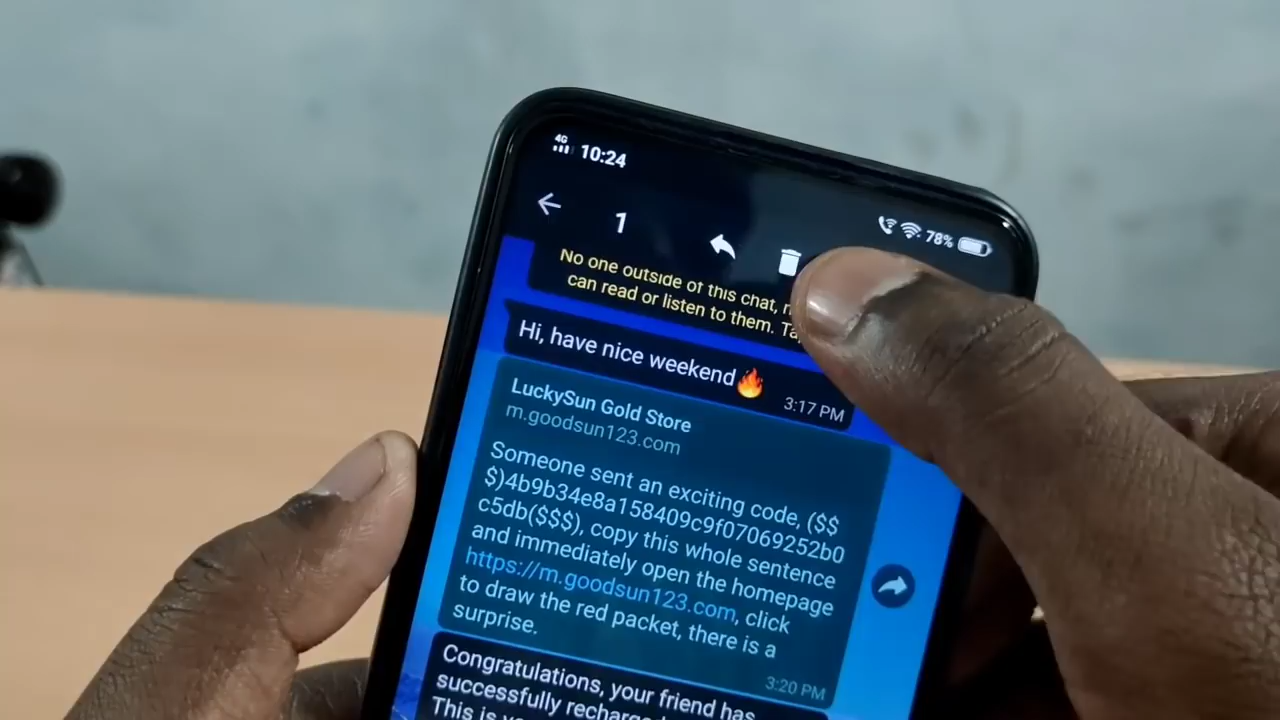 4G 10:24
78%
1
No one outside of this chat,
can read or listen to them.
Hi, have nice weekend🔥
3:17 PM
LuckySun Gold Store
m.goodsun123.com
Someone sent an exciting code, ($$
$)4b9b34e8a158409c9f07069252b0
c5db($$$), copy this whole sentence
and immediately open the homepage
https://m.goodsun123.com, click
to draw the red packet, there is a
surprise.
3:20 PM
Congratulations, your friend has
successfully
This is